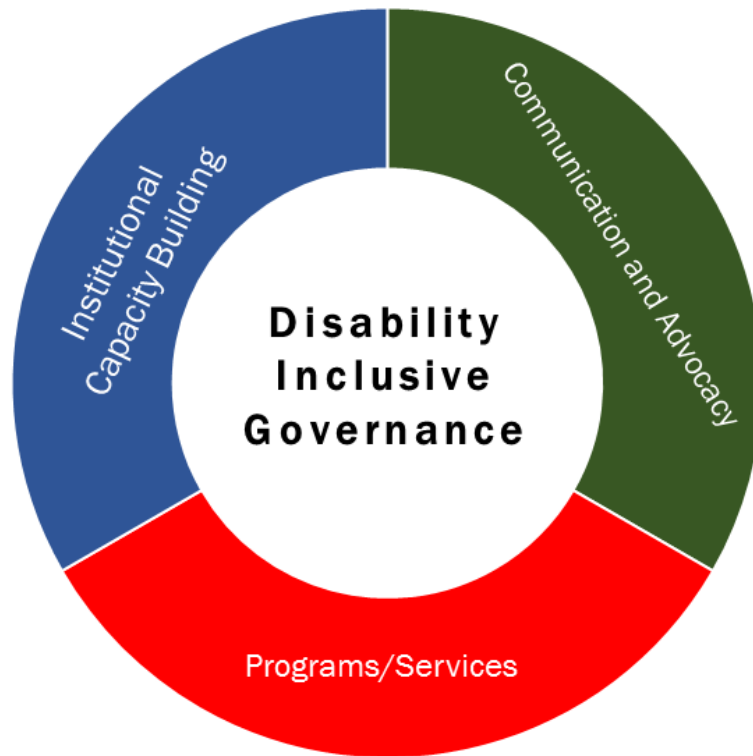 Institutional
Capacity Building
Communication and Advocacy
Disability
Inclusive
Governance
Programs/Services